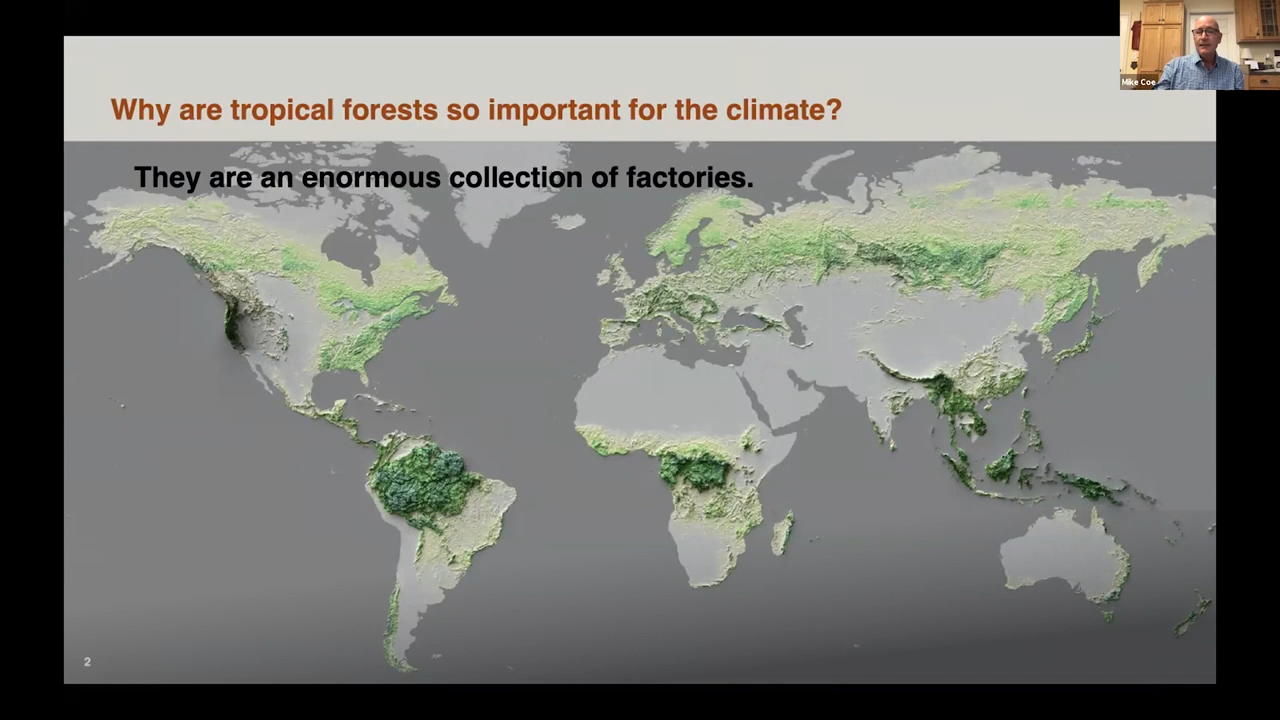 Why are tropical forests so important for the climate?
They are an enormous collection of factories.
Mike Coe
2